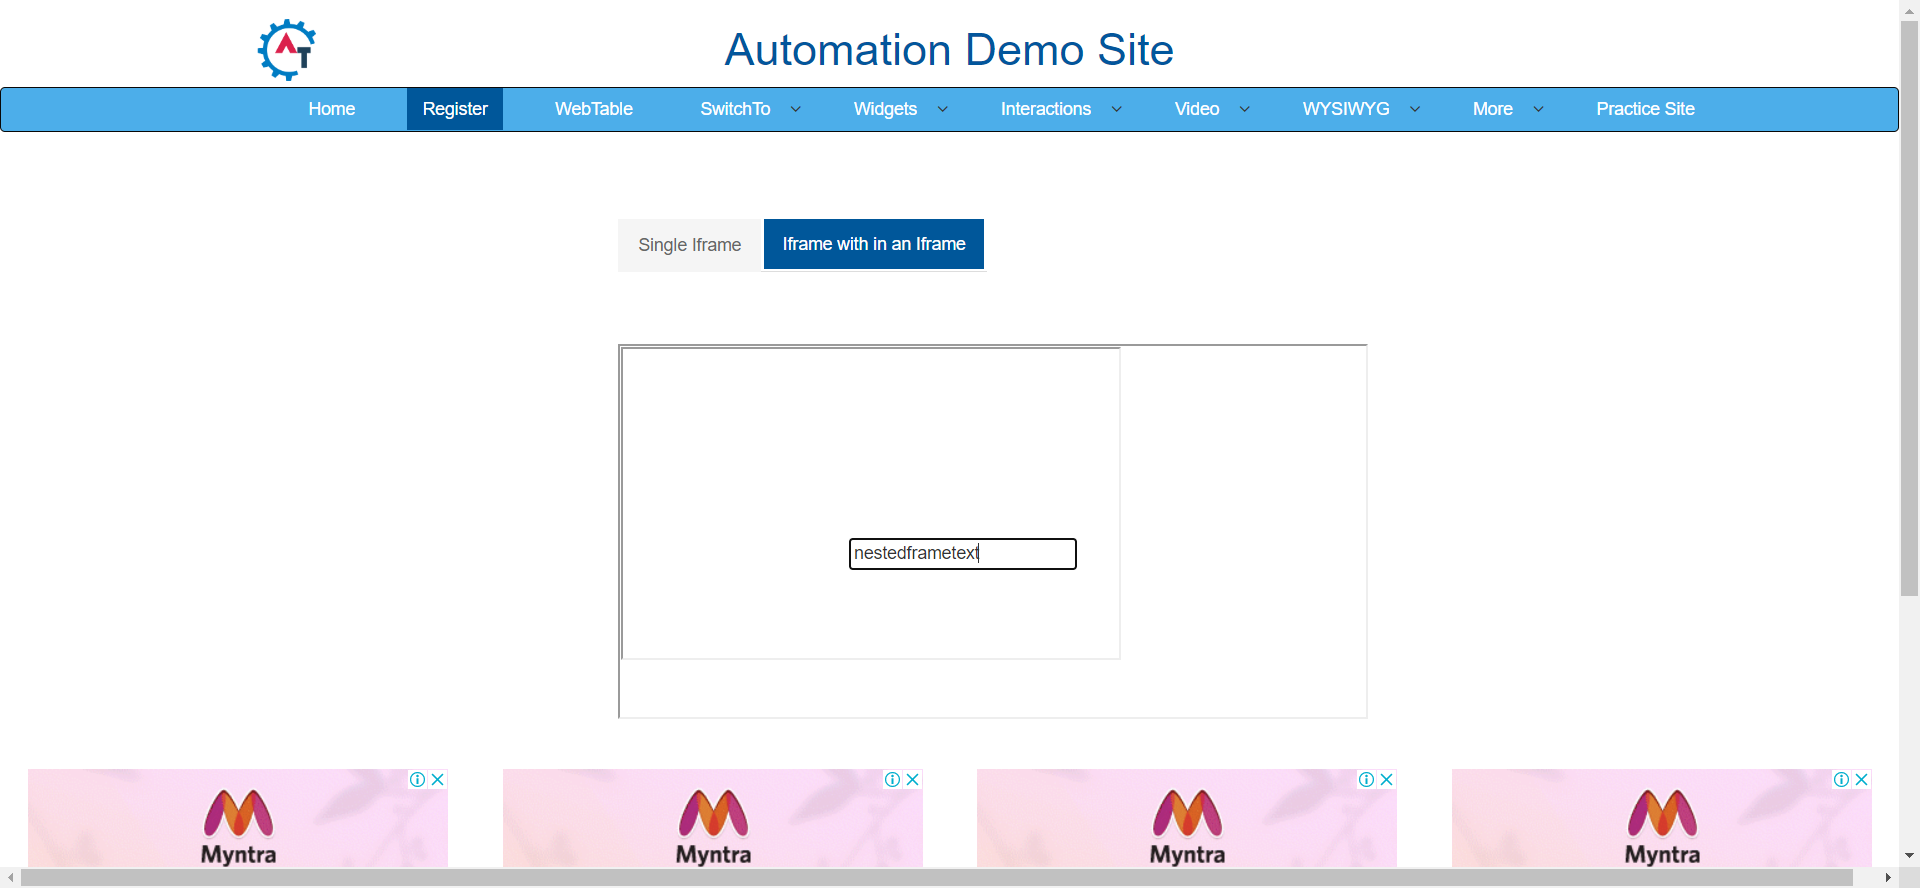 AT
Automation Demo Site
Home Register WebTable SwitchTo Widgets Interactions Video WYSIWYG More Practice Site
Single Iframe Iframe with in an Iframe
nestedframetext
Myntra Myntra Myntra Myntra